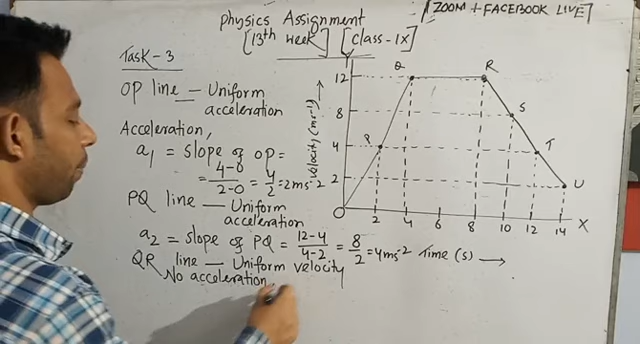 Physics Assignment
[13th week] [Class-IX]
[ZOOM + FACEBOOK LIVE]
Task-3
OP line — Uniform
acceleration
Acceleration,
a1 = slope of OP =
= 4-0/2-0 = 4/2 = 2ms-2
PQ line — Uniform
acceleration
a2 = slope of PQ = 12-4/4-2 = 8/2 = 4ms-2
QR line — Uniform velocity
No acceleration,
Y
velocity (ms-1)
12
8
4
2
O
P
Q
R
S
T
U
2 4 6 8 10 12 14 X
Time (s)